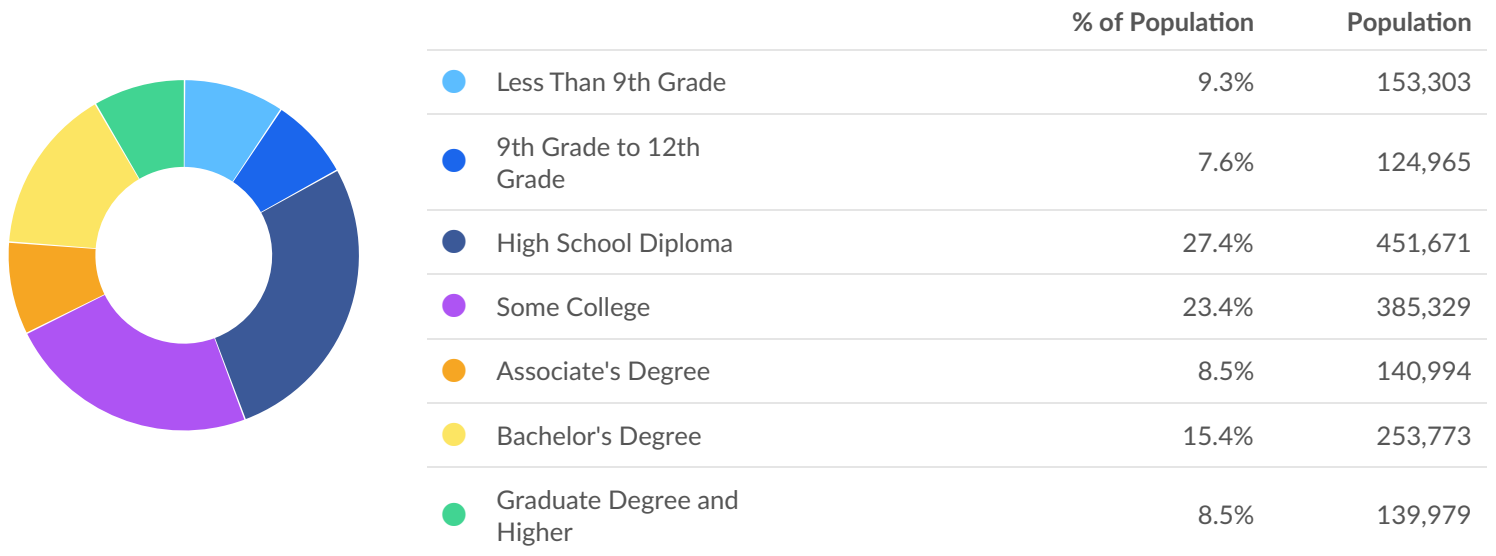 % of Population Population
Less Than 9th Grade 9.3% 153,303
9th Grade to 12th
Grade 7.6% 124,965
High School Diploma 27.4% 451,671
Some College 23.4% 385,329
Associate's Degree 8.5% 140,994
Bachelor's Degree 15.4% 253,773
Graduate Degree and
Higher 8.5% 139,979